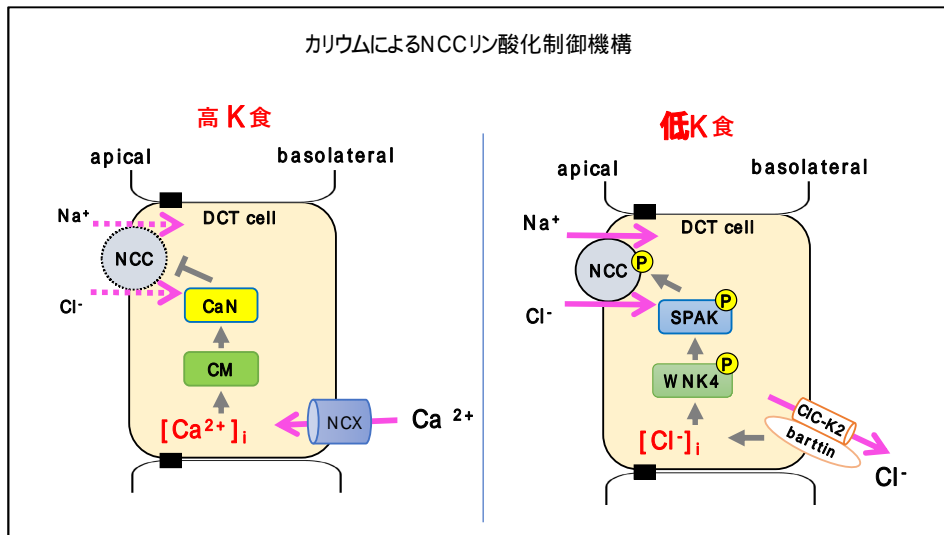 カリウムによるNCCリン酸化制御機構
高K食
apical
basolateral
Na⁺
DCT cell
NCC
Cl⁻
CaN
CM
[Ca²⁺]ᵢ
NCX
Ca ²⁺
低K食
apical
basolateral
Na⁺
DCT cell
NCC
P
Cl⁻
P
SPAK
P
WNK4
[Cl⁻]ᵢ
ClC-K2
barttin
Cl⁻